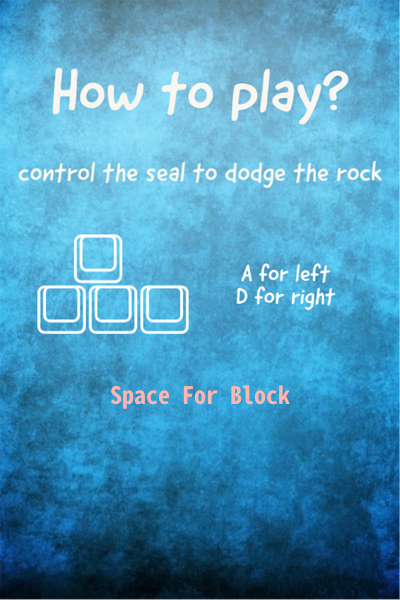 How to play?
control the seal to dodge the rock
A for left
D for right
Space For Block